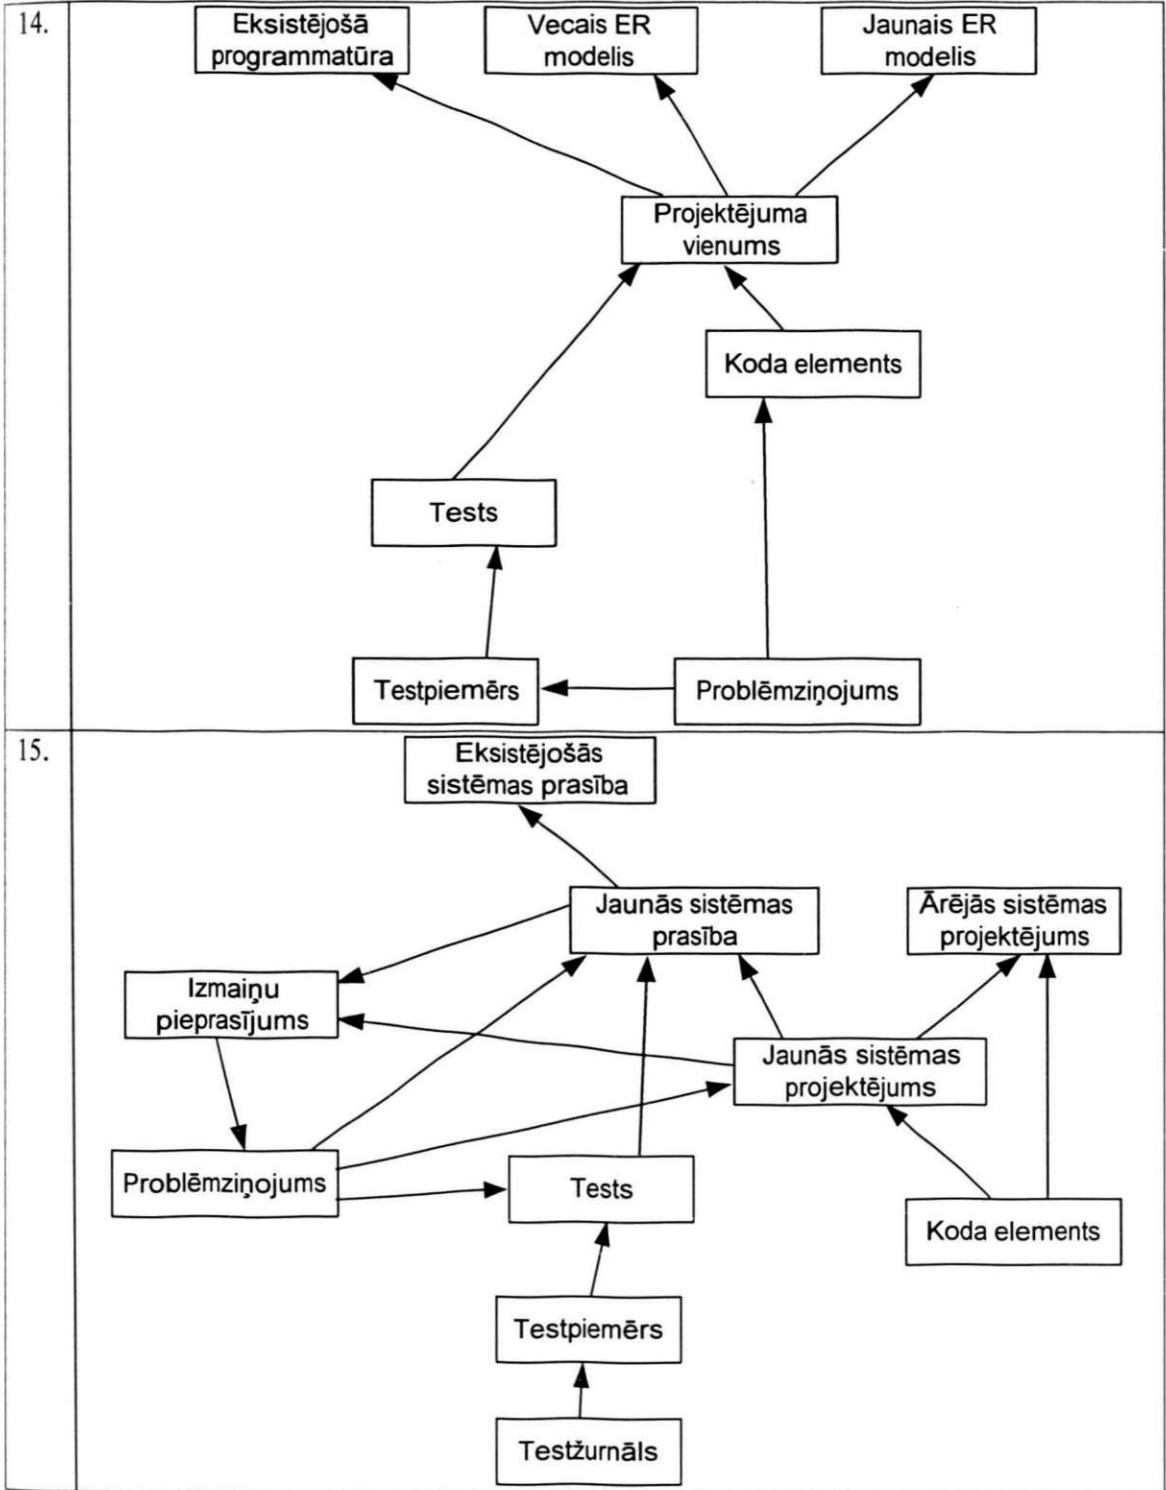 14.
Eksistējošā
programmatūra
Vecais ER
modelis
Jaunais ER
modelis
Projektējuma
vienums
Koda elements
Tests
Testpiemērs
Problēmziņojums
15.
Eksistējošās
sistēmas prasība
Jaunās sistēmas
prasība
Ārējās sistēmas
projektējums
Izmaiņu
pieprasījums
Jaunās sistēmas
projektējums
Problēmziņojums
Tests
Koda elements
Testpiemērs
Testžurnāls